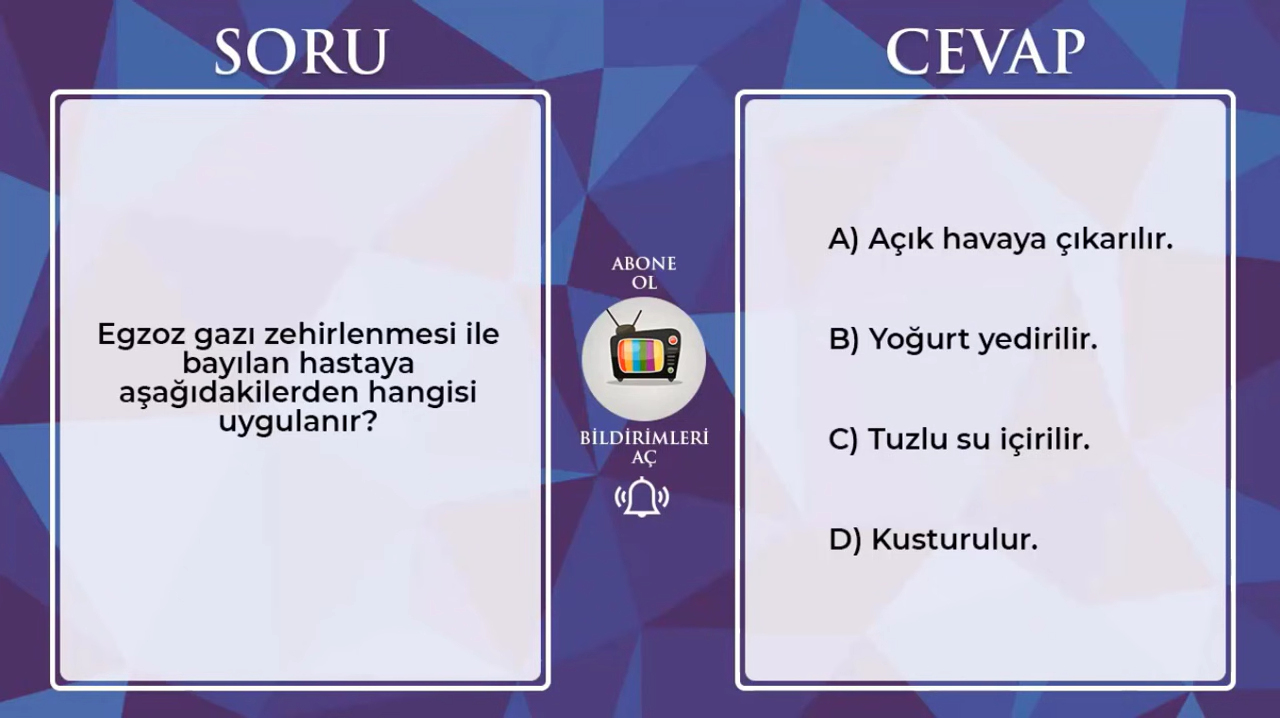 SORU
Egzoz gazı zehirlenmesi ile
bayılan hastaya
aşağıdakilerden hangisi
uygulanır?
ABONE
OL
BİLDİRİMLERİ
AÇ
CEVAP
A) Açık havaya çıkarılır.
B) Yoğurt yedirilir.
C) Tuzlu su içirilir.
D) Kusturulur.